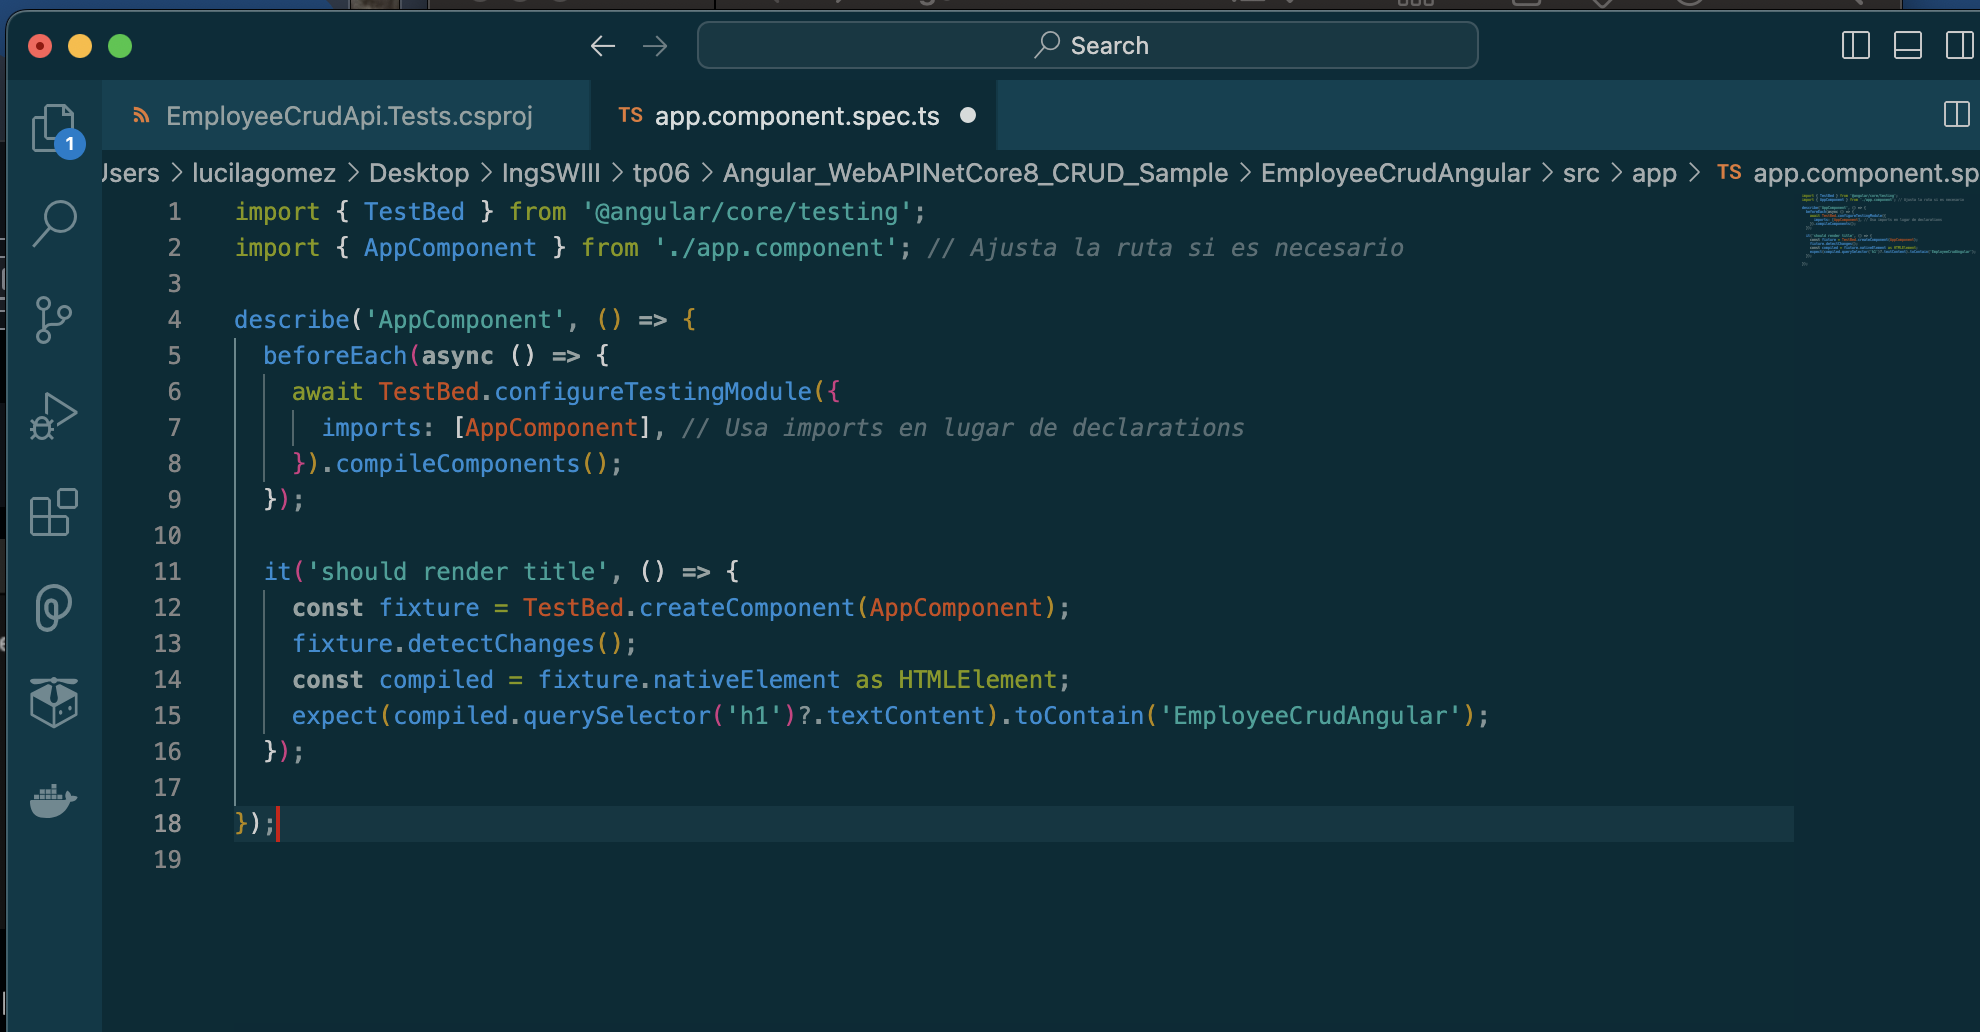 Search
EmployeeCrudApi.Tests.csproj
TS app.component.spec.ts
1
Users > lucilagomez > Desktop > IngSWIII > tp06 > Angular_WebAPINetCore8_CRUD_Sample > EmployeeCrudAngular > src > app > TS app.component.sp
1 import { TestBed } from '@angular/core/testing';
2 import { AppComponent } from './app.component'; // Ajusta la ruta si es necesario
3
4 describe('AppComponent', () => {
5 beforeEach(async () => {
6 await TestBed.configureTestingModule({
7 imports: [AppComponent], // Usa imports en lugar de declarations
8 }).compileComponents();
9 });
10
11 it('should render title', () => {
12 const fixture = TestBed.createComponent(AppComponent);
13 fixture.detectChanges();
14 const compiled = fixture.nativeElement as HTMLElement;
15 expect(compiled.querySelector('h1')?.textContent).toContain('EmployeeCrudAngular');
16 });
17
18 });
19